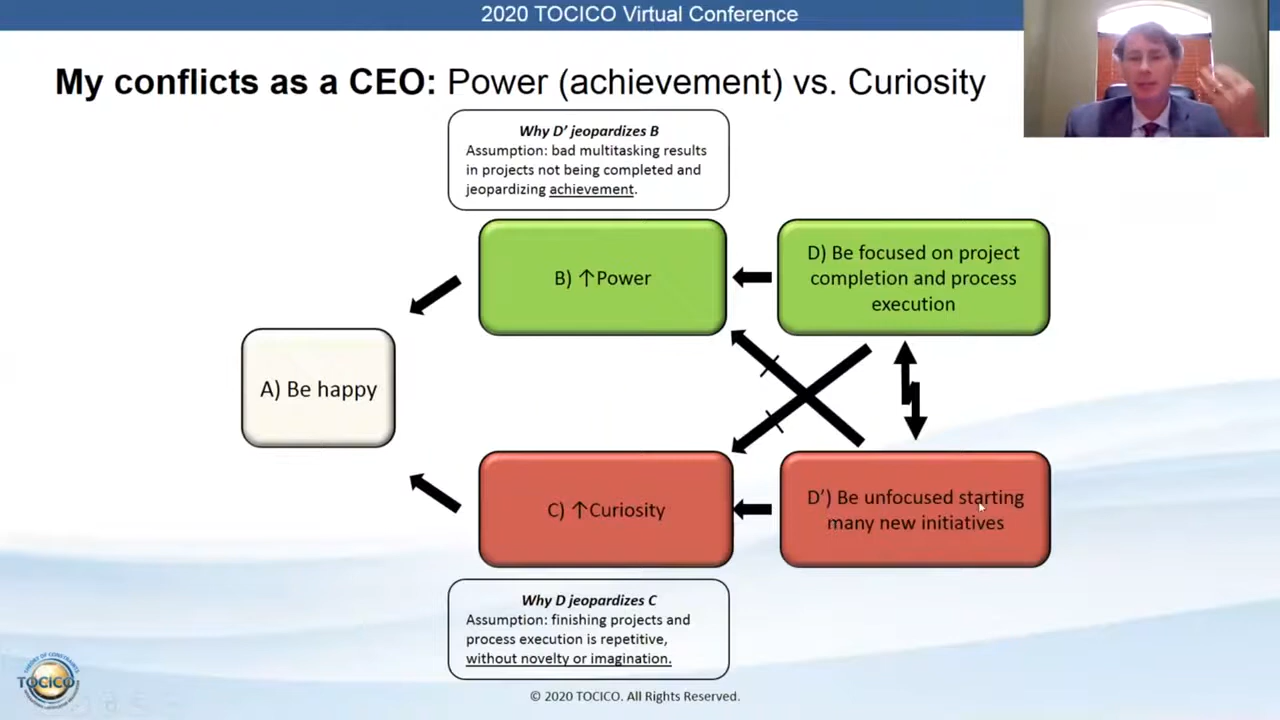 2020 TOCICO Virtual Conference
My conflicts as a CEO: Power (achievement) vs. Curiosity
Why D’ jeopardizes B
Assumption: bad multitasking results
in projects not being completed and
jeopardizing achievement.
B) ↑Power
D) Be focused on project
completion and process
execution
A) Be happy
C) ↑Curiosity
D’) Be unfocused starting
many new initiatives
Why D jeopardizes C
Assumption: finishing projects and
process execution is repetitive,
without novelty or imagination.
TOCICO
© 2020 TOCICO. All Rights Reserved.